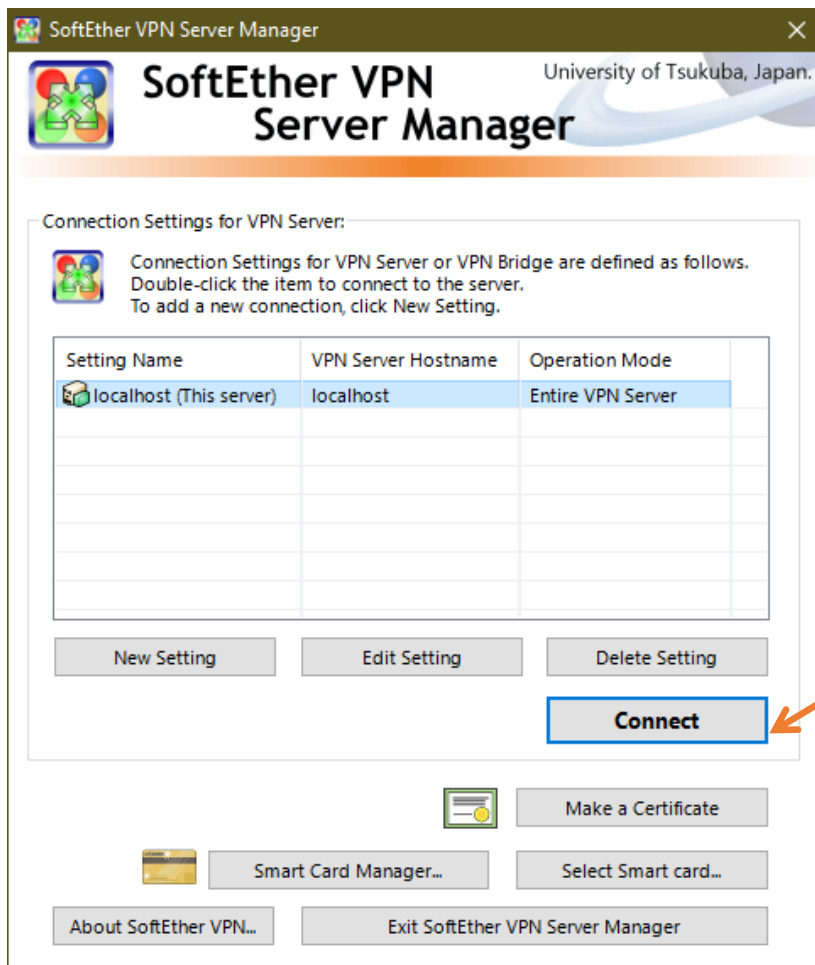 SoftEther VPN Server Manager
SoftEther VPN
Server Manager
University of Tsukuba, Japan.
Connection Settings for VPN Server:
Connection Settings for VPN Server or VPN Bridge are defined as follows.
Double-click the item to connect to the server.
To add a new connection, click New Setting.
Setting Name VPN Server Hostname Operation Mode
localhost (This server) localhost Entire VPN Server
New Setting Edit Setting Delete Setting
Connect
Make a Certificate
Smart Card Manager... Select Smart card...
About SoftEther VPN... Exit SoftEther VPN Server Manager